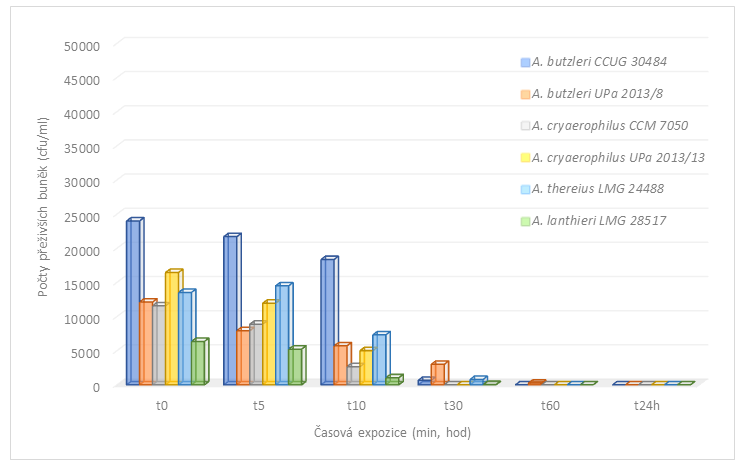 50000
45000
40000
35000
30000
25000
20000
15000
10000
5000
0
Počty přeživších buněk (cfu/ml)
A. butzleri CCUG 30484
A. butzleri UPa 2013/8
A. cryaerophilus CCM 7050
A. cryaerophilus UPa 2013/13
A. thereius LMG 24488
A. lanthieri LMG 28517
t0 t5 t10 t30 t60 t24h
Časová expozice (min, hod)